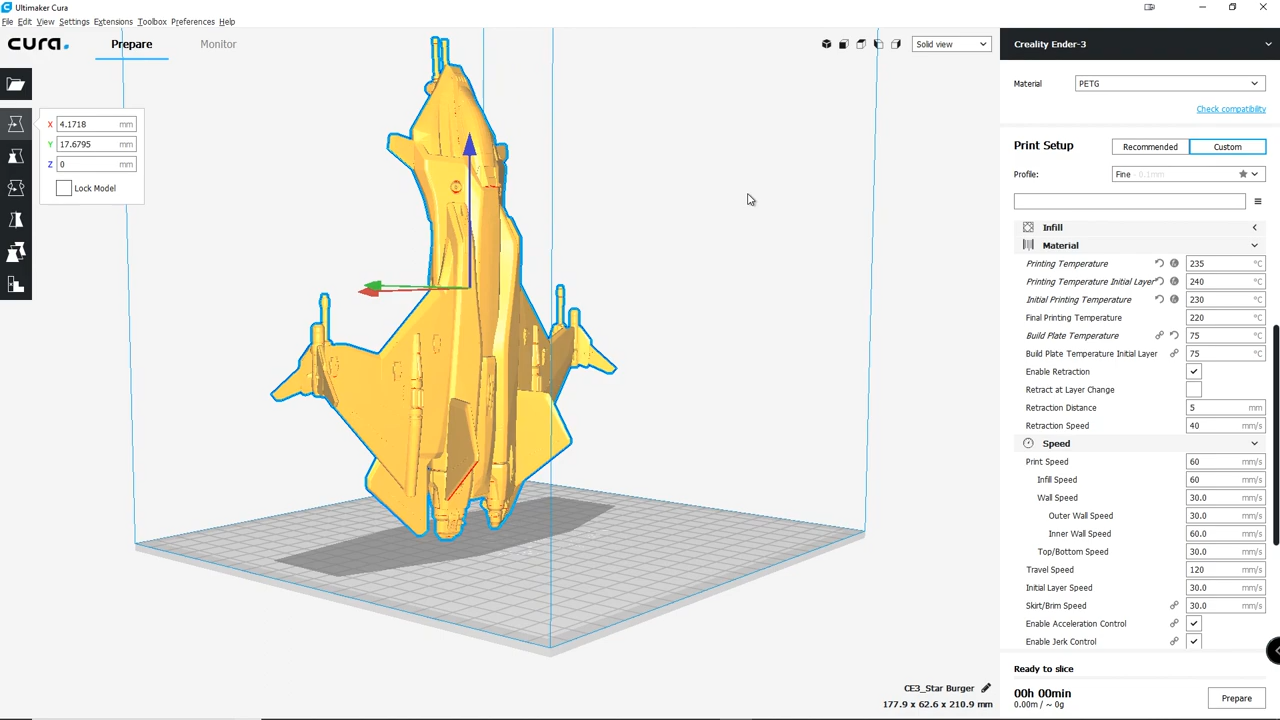 Ultimaker Cura
File Edit View Settings Extensions Toolbox Preferences Help
cura.
Prepare
Monitor
Solid view
Creality Ender-3
X 4.1718 mm
Y 17.6795 mm
Z 0 mm
Lock Model
Material PETG
Check compatibility
Print Setup Recommended Custom
Profile: Fine - 0.1mm
Infill
Material
Printing Temperature 235 °C
Printing Temperature Initial Layer 240 °C
Initial Printing Temperature 230 °C
Final Printing Temperature 220 °C
Build Plate Temperature 75 °C
Build Plate Temperature Initial Layer 75 °C
Enable Retraction
Retract at Layer Change
Retraction Distance 5 mm
Retraction Speed 40 mm/s
Speed
Print Speed 60 mm/s
Infill Speed 60 mm/s
Wall Speed 30.0 mm/s
Outer Wall Speed 30.0 mm/s
Inner Wall Speed 60.0 mm/s
Top/Bottom Speed 30.0 mm/s
Travel Speed 120 mm/s
Initial Layer Speed 30.0 mm/s
Skirt/Brim Speed 30.0 mm/s
Enable Acceleration Control
Enable Jerk Control
Ready to slice
00h 00min
0.00m / ~ 0g
Prepare
CE3_Star Burger
177.9 x 62.6 x 210.9 mm